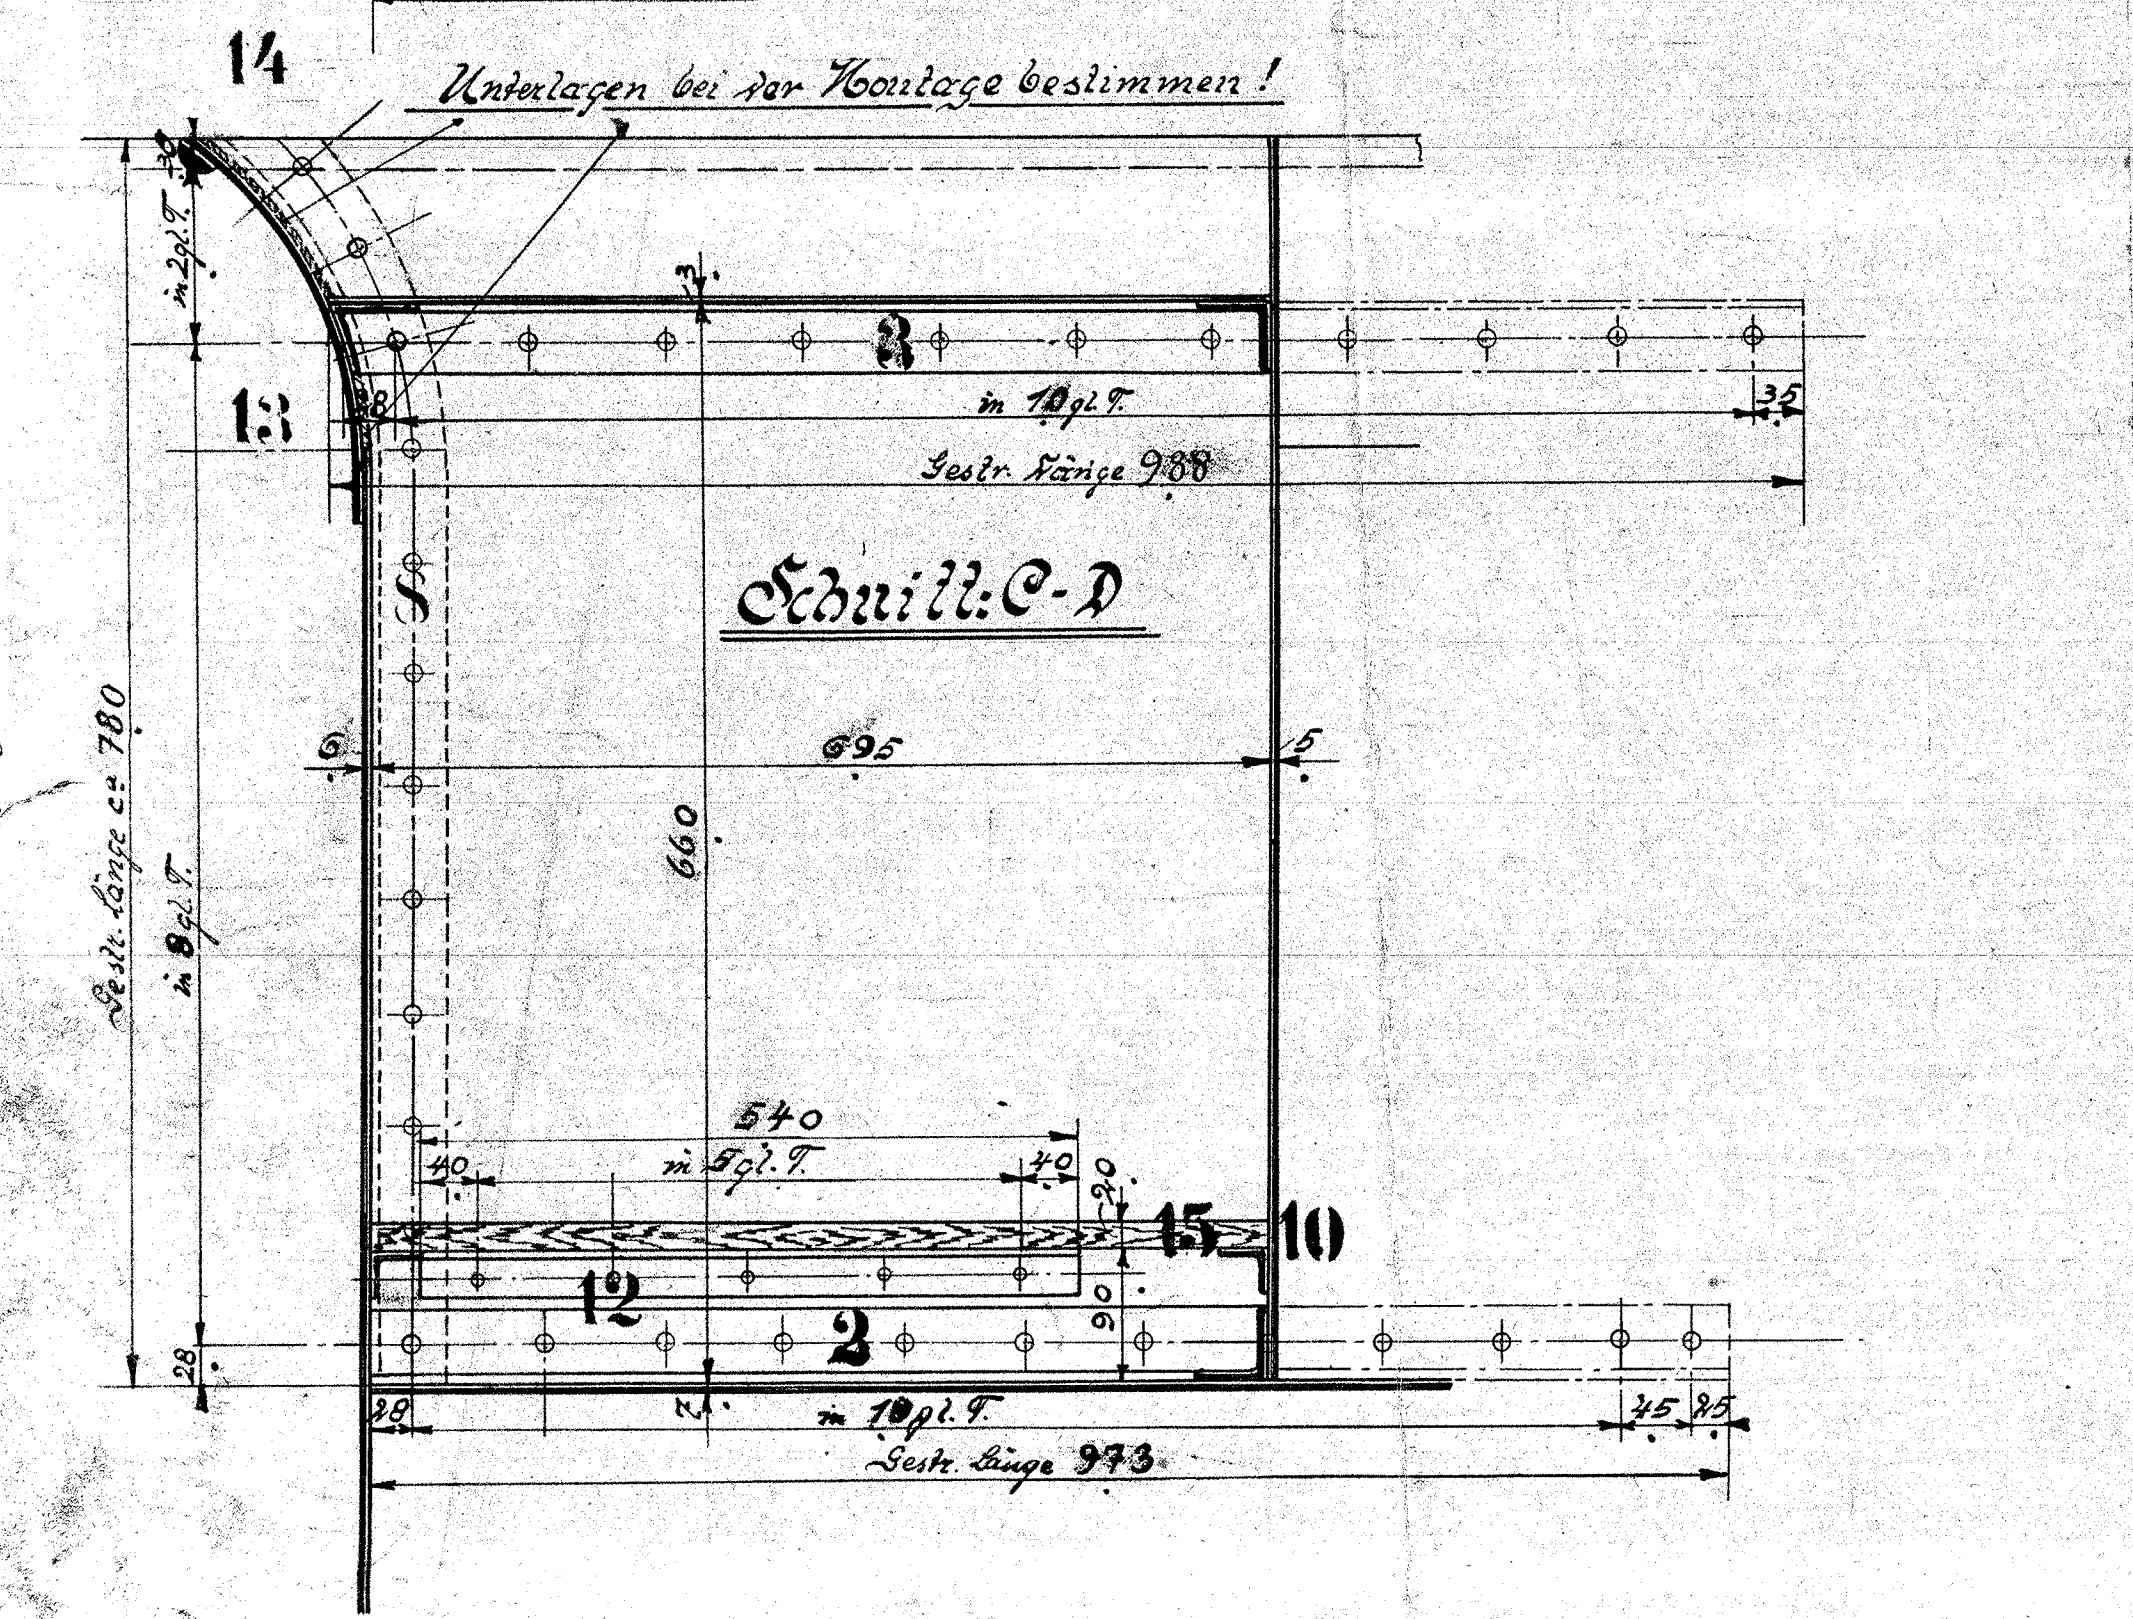 14
Unterlagen bei der Montage bestimmen!
30
in 2 gl. T.
3
3
in 10 gl. T.
35
13
Gestr. Länge 988
8
Schnitt: C-D
Gestr. Länge ca 780
in 8 gl. T.
6
695
5
660
540
40
in 5 gl. T.
40
20
15
10
12
90
2
28
28
7
in 10 gl. T.
45
25
Gestr. Länge 973